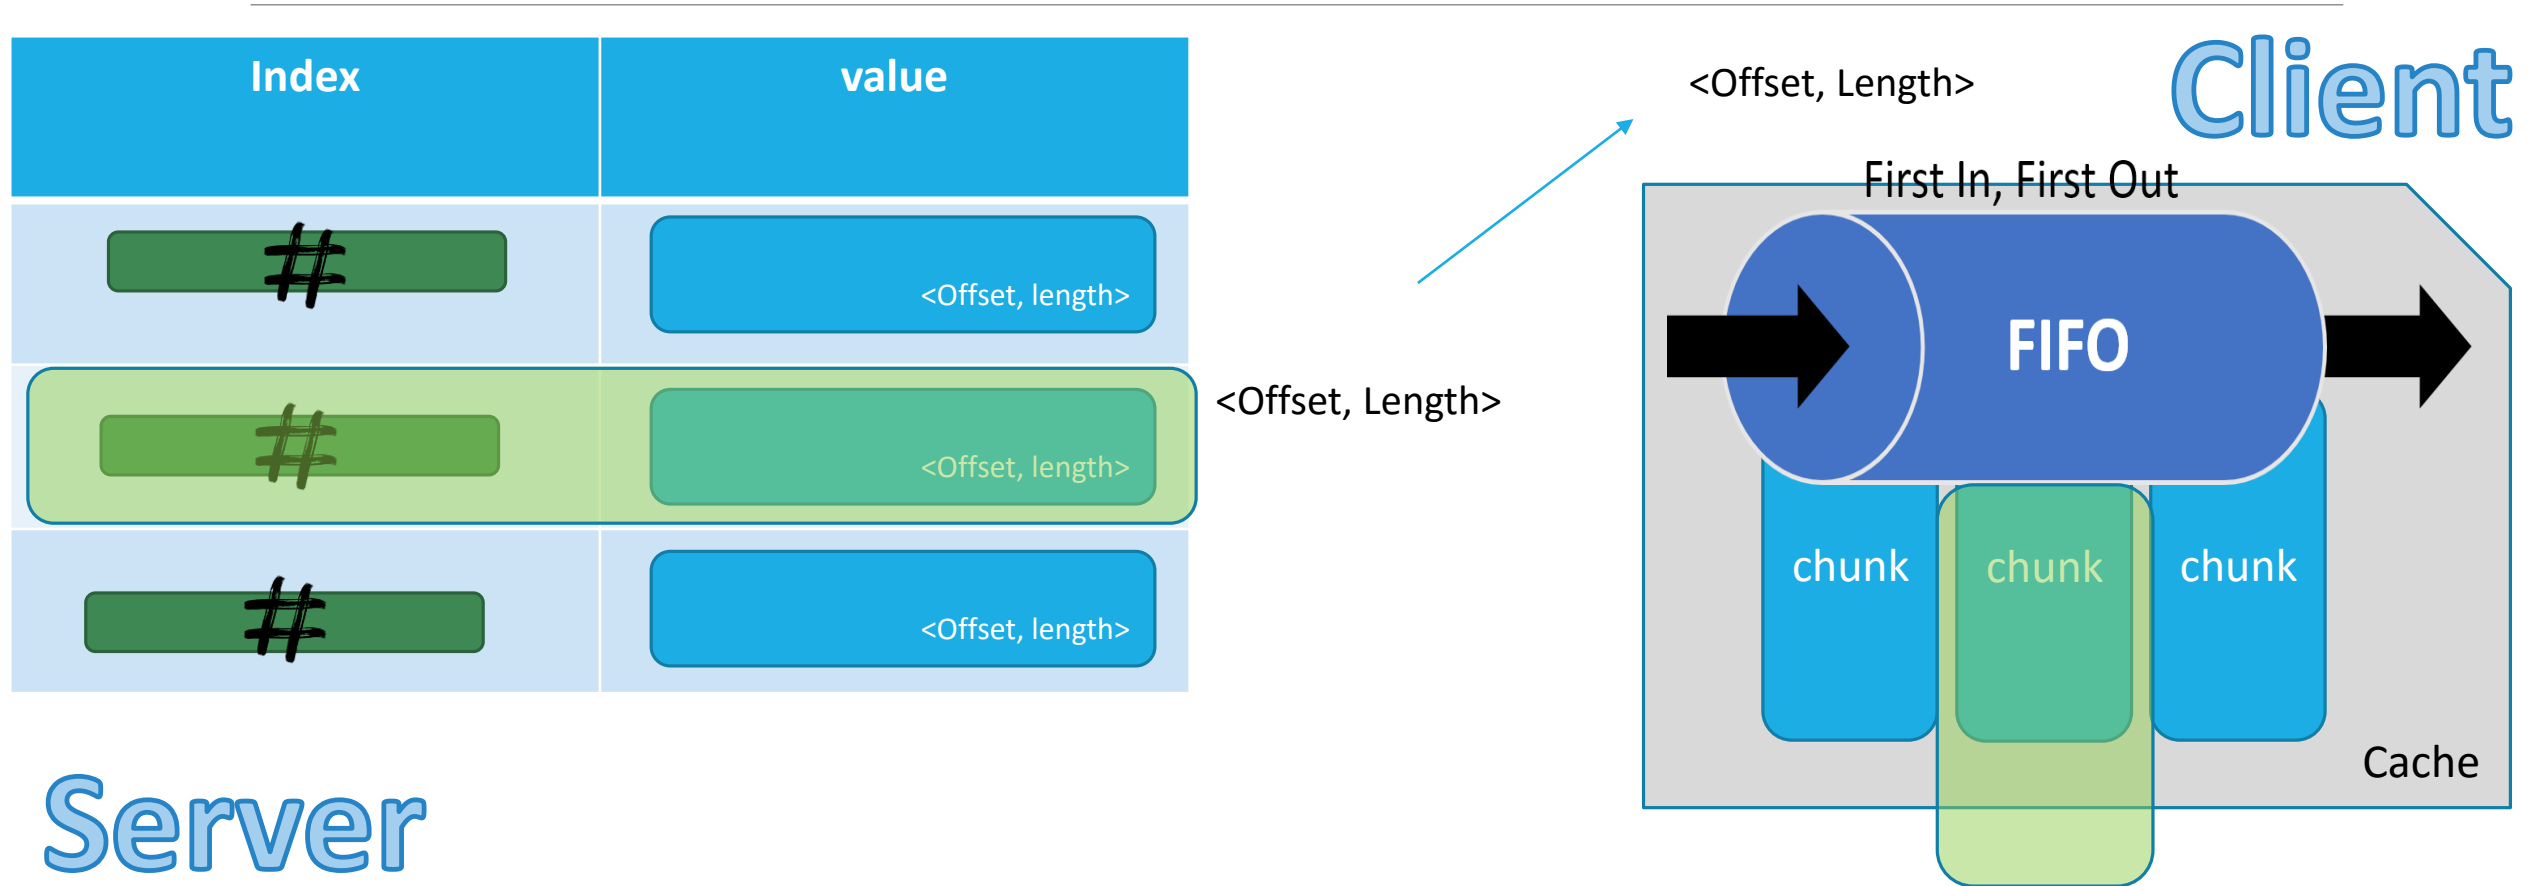 Index value
#
<Offset, length>
#
<Offset, length>
#
<Offset, length>
Server
<Offset, Length>
<Offset, Length>
Client
First In, First Out
FIFO
chunk chunk chunk
Cache